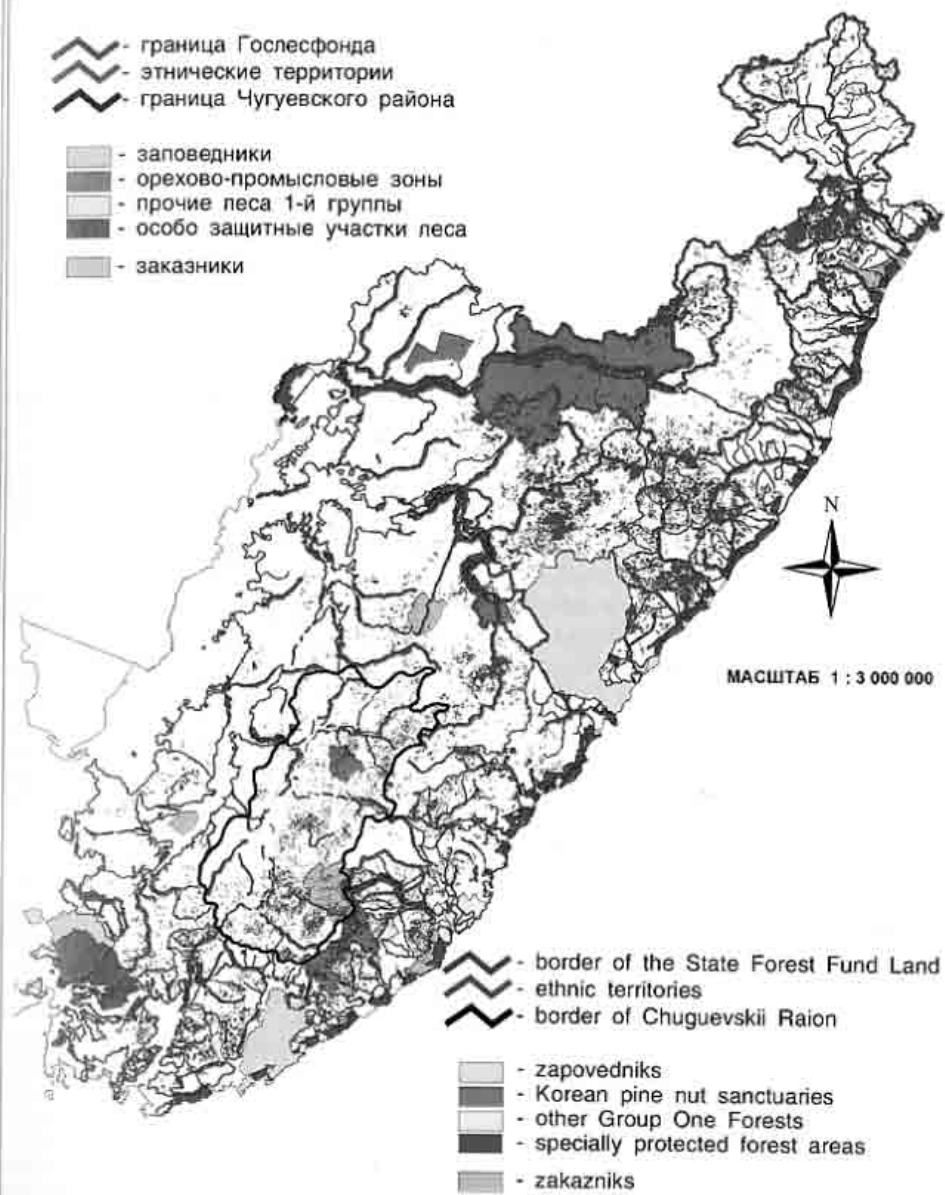 - граница Гослесфонда
- этнические территории
- граница Чугуевского района
- заповедники
- орехово-промысловые зоны
- прочие леса 1-й группы
- особо защитные участки леса
- заказники
N
МАСШТАБ 1 : 3 000 000
- border of the State Forest Fund Land
- ethnic territories
- border of Chuguevskii Raion
- zapovedniks
- Korean pine nut sanctuaries
- other Group One Forests
- specially protected forest areas
- zakazniks